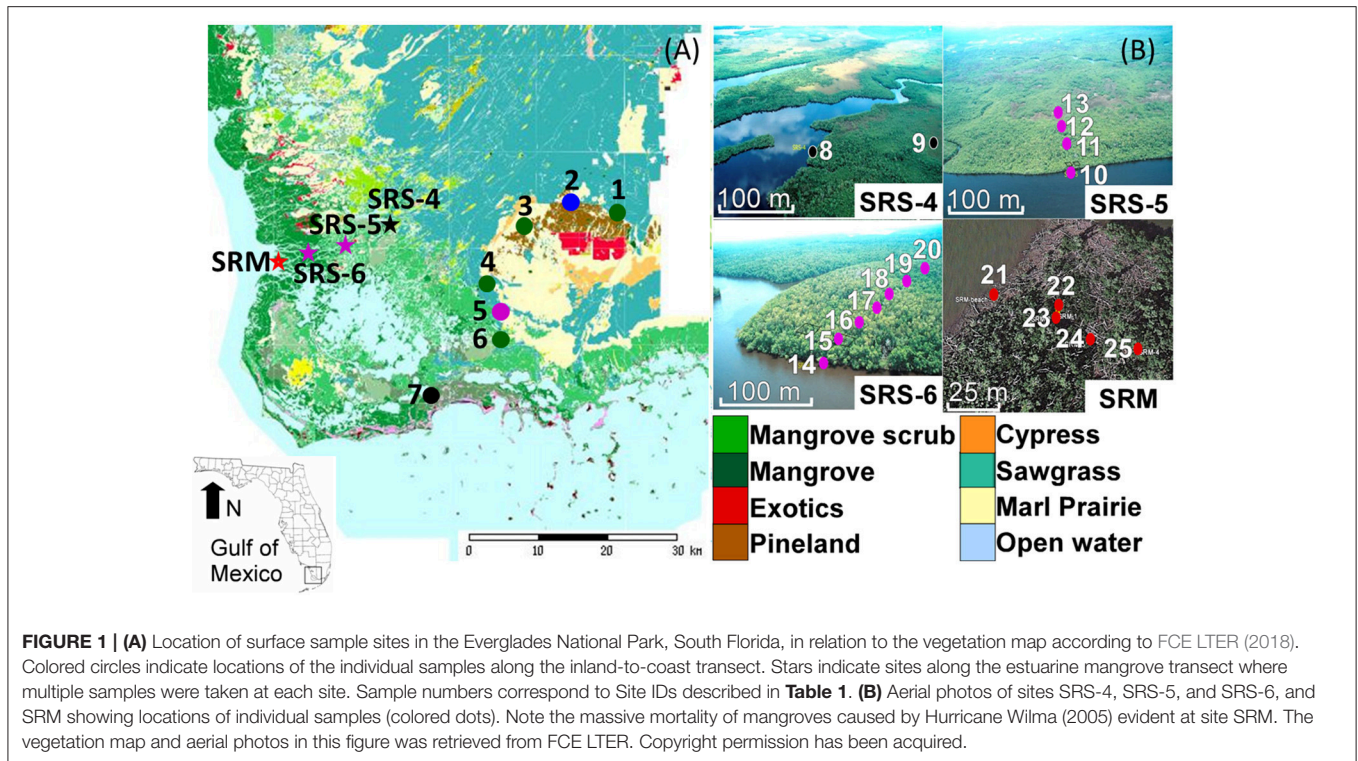 (A)
SRS-4
SRS-5
SRM
SRS-6
1
2
3
4
5
6
7
N
Gulf of
Mexico
0 10 20 30 km
8
9
100 m
SRS-4
(B)
13
12
11
10
100 m
SRS-5
20
19
18
17
16
15
14
100 m
SRS-6
21
SRM-beach
22
23
24
25
25 m
SRM
Mangrove scrub
Mangrove
Exotics
Pineland
Cypress
Sawgrass
Marl Prairie
Open water
FIGURE 1 | (A) Location of surface sample sites in the Everglades National Park, South Florida, in relation to the vegetation map according to FCE LTER (2018).
Colored circles indicate locations of the individual samples along the inland-to-coast transect. Stars indicate sites along the estuarine mangrove transect where
multiple samples were taken at each site. Sample numbers correspond to Site IDs described in Table 1. (B) Aerial photos of sites SRS-4, SRS-5, and SRS-6, and
SRM showing locations of individual samples (colored dots). Note the massive mortality of mangroves caused by Hurricane Wilma (2005) evident at site SRM. The
vegetation map and aerial photos in this figure was retrieved from FCE LTER. Copyright permission has been acquired.